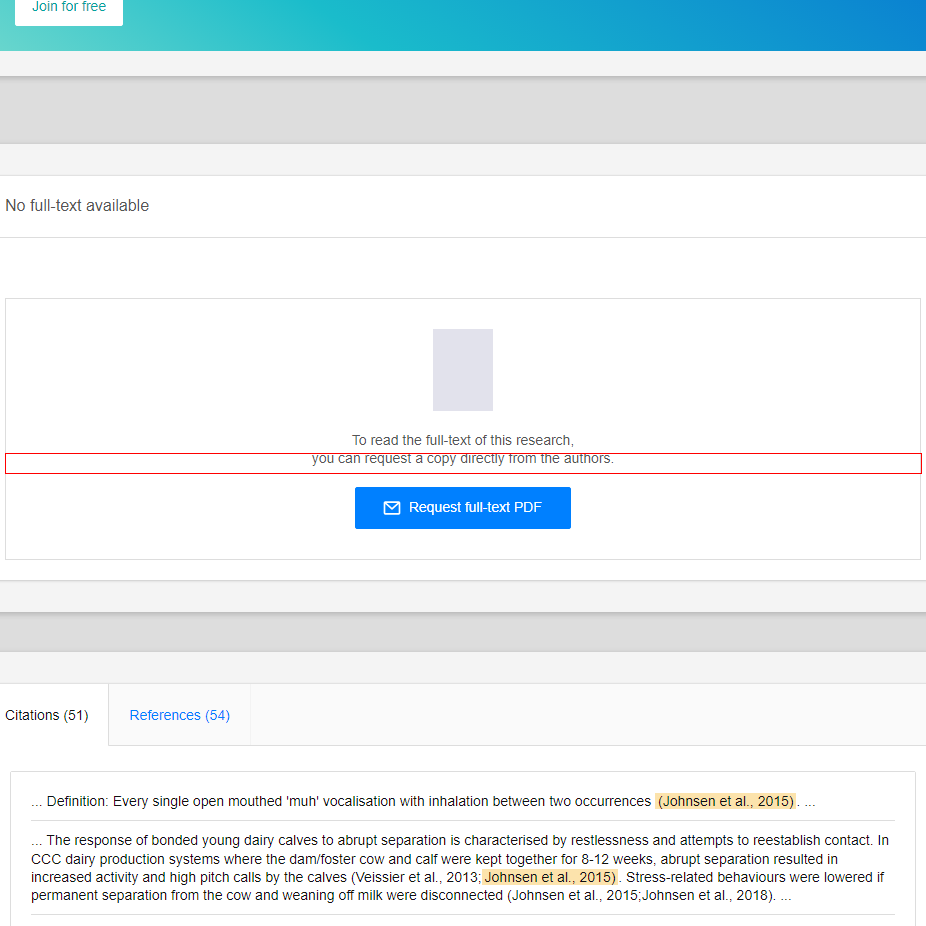 Join for free
No full-text available
To read the full-text of this research,
you can request a copy directly from the authors.
Request full-text PDF
Citations (51)
References (54)
... Definition: Every single open mouthed 'muh' vocalisation with inhalation between two occurrences (Johnsen et al., 2015) . ...
... The response of bonded young dairy calves to abrupt separation is characterised by restlessness and attempts to reestablish contact. In
CCC dairy production systems where the dam/foster cow and calf were kept together for 8-12 weeks, abrupt separation resulted in
increased activity and high pitch calls by the calves (Veissier et al., 2013; Johnsen et al., 2015) . Stress-related behaviours were lowered if
permanent separation from the cow and weaning off milk were disconnected (Johnsen et al., 2015;Johnsen et al., 2018). ...